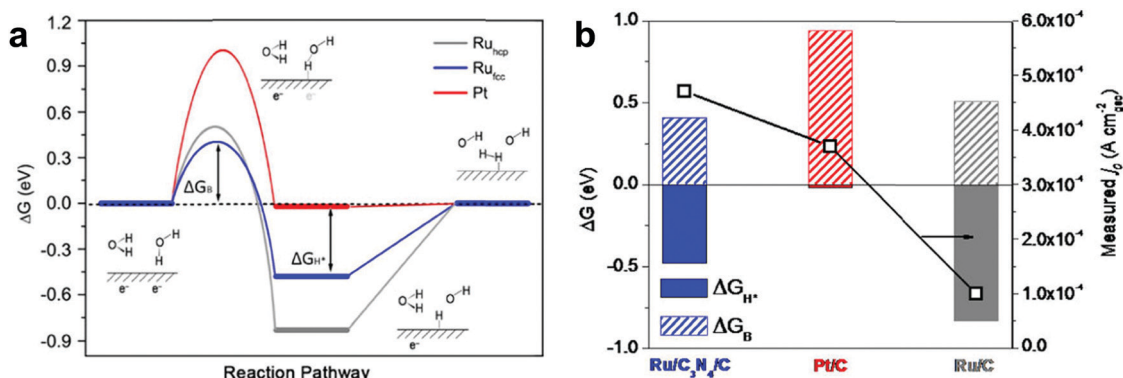 a
1.2
0.9
0.6
0.3
0.0
-0.3
-0.6
-0.9
ΔG (eV)
Reaction Pathway
Ru_hcp
Ru_fcc
Pt
ΔG_B
ΔG_H*
O H H
O H H
e⁻ e⁻
O H H
O H H
e⁻ e⁻
O H H
O H H
e⁻
O H H-H O H
b
1.0
0.5
0.0
-0.5
-1.0
ΔG (eV)
ΔG_H*
ΔG_B
Ru/C₃N₄/C
Pt/C
Ru/C
6.0x10⁻⁴
5.0x10⁻⁴
4.0x10⁻⁴
3.0x10⁻⁴
2.0x10⁻⁴
1.0x10⁻⁴
0.0
Measured j₀ (A cm⁻²_geo)